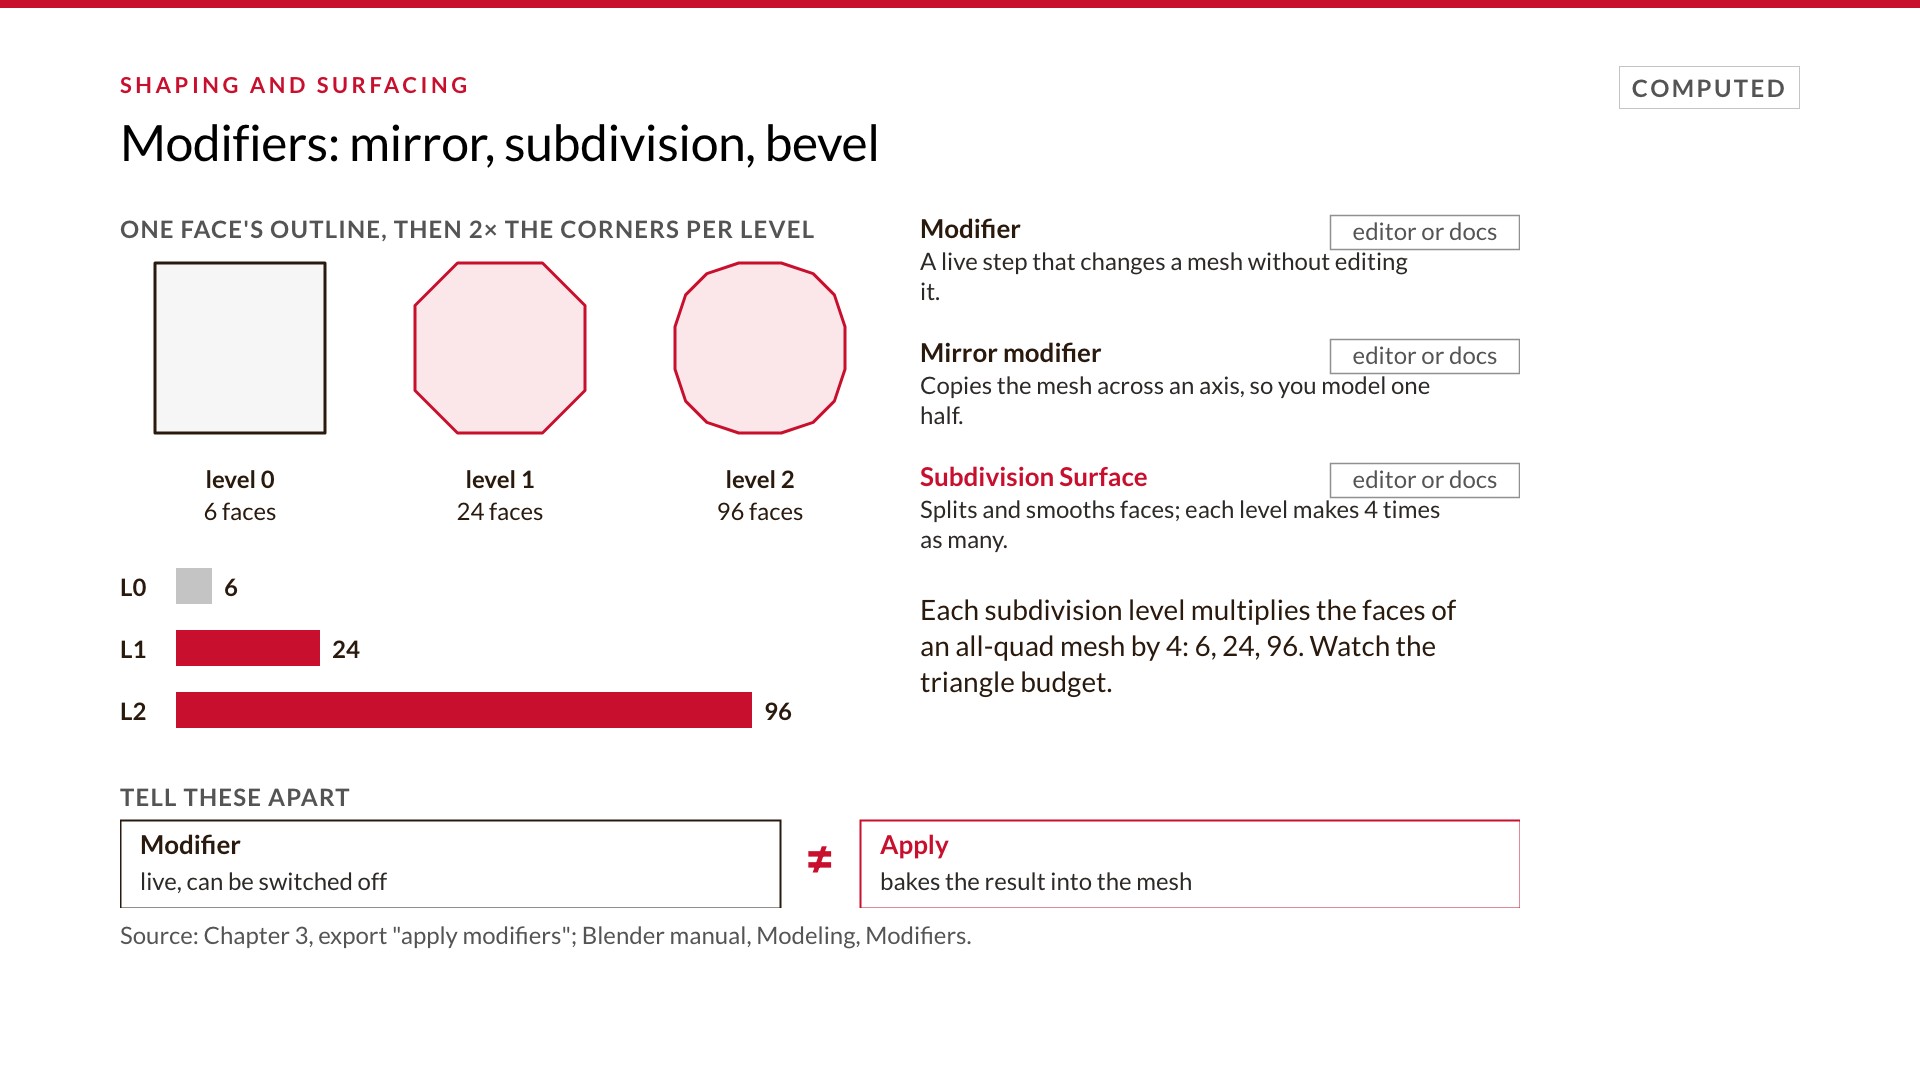 SHAPING AND SURFACING
COMPUTED
Modifiers: mirror, subdivision, bevel
ONE FACE'S OUTLINE, THEN 2× THE CORNERS PER LEVEL
level 0
6 faces
level 1
24 faces
level 2
96 faces
L0 6
L1 24
L2 96
Modifier
editor or docs
A live step that changes a mesh without editing
it.
Mirror modifier
editor or docs
Copies the mesh across an axis, so you model one
half.
Subdivision Surface
editor or docs
Splits and smooths faces; each level makes 4 times
as many.
Each subdivision level multiplies the faces of
an all-quad mesh by 4: 6, 24, 96. Watch the
triangle budget.
TELL THESE APART
Modifier
live, can be switched off
≠
Apply
bakes the result into the mesh
Source: Chapter 3, export "apply modifiers"; Blender manual, Modeling, Modifiers.